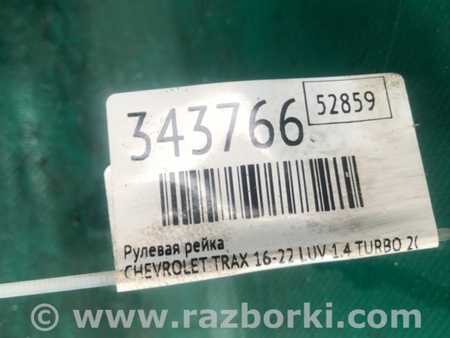 343766
52859
Рулевая рейка
CHEVROLET TRAX 16-22 LUV 1.4 TURBO 2(
www.razborki.com